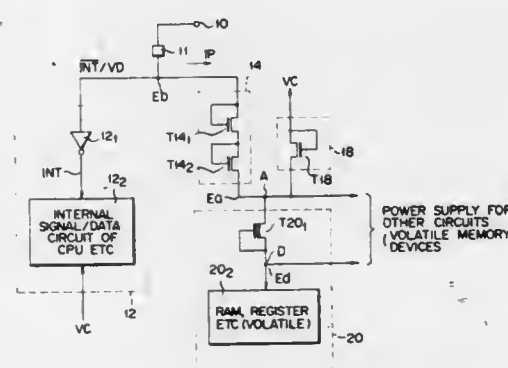 10
11
IP
INT/VD
Eb
14
VC
T14₁
T14₂
12₁
18
T18
INT
A
Ea
T20₁
12₂
INTERNAL
SIGNAL/DATA
CIRCUIT OF
CPU ETC
POWER SUPPLY FOR
OTHER CIRCUITS
(VOLATILE MEMORY
DEVICES
D
Ed
20₂
RAM, REGISTER
ETC (VOLATILE)
20
12
VC